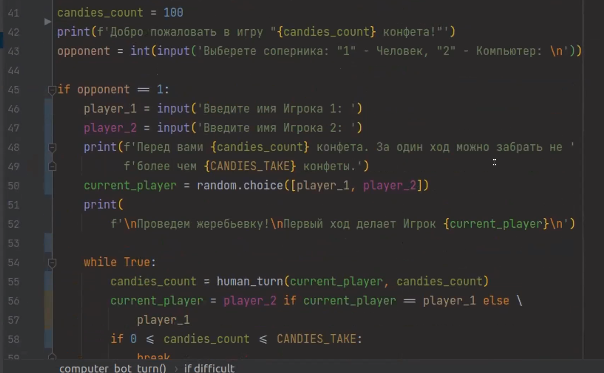 41 candies_count = 100
42 print(f'Добро пожаловать в игру "{candies_count} конфета!"')
43 opponent = int(input('Выберете соперника: "1" - Человек, "2" - Компьютер: \n'))
44
45 if opponent == 1:
46 player_1 = input('Введите имя Игрока 1: ')
47 player_2 = input('Введите имя Игрока 2: ')
48 print(f'Перед вами {candies_count} конфета. За один ход можно забрать не '
49 f'более чем {CANDIES_TAKE} конфеты.')
50 current_player = random.choice([player_1, player_2])
51 print(
52 f'\nПроведем жеребьевку!\nПервый ход делает Игрок {current_player}\n')
53
54 while True:
55 candies_count = human_turn(current_player, candies_count)
56 current_player = player_2 if current_player == player_1 else \
57 player_1
58 if 0 <= candies_count <= CANDIES_TAKE:
59 break
computer_bot_turn() › if difficult